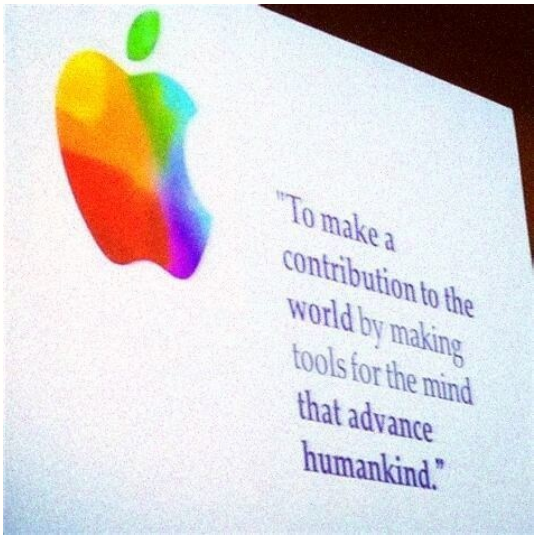 "To make a
contribution to the
world by making
tools for the mind
that advance
humankind."